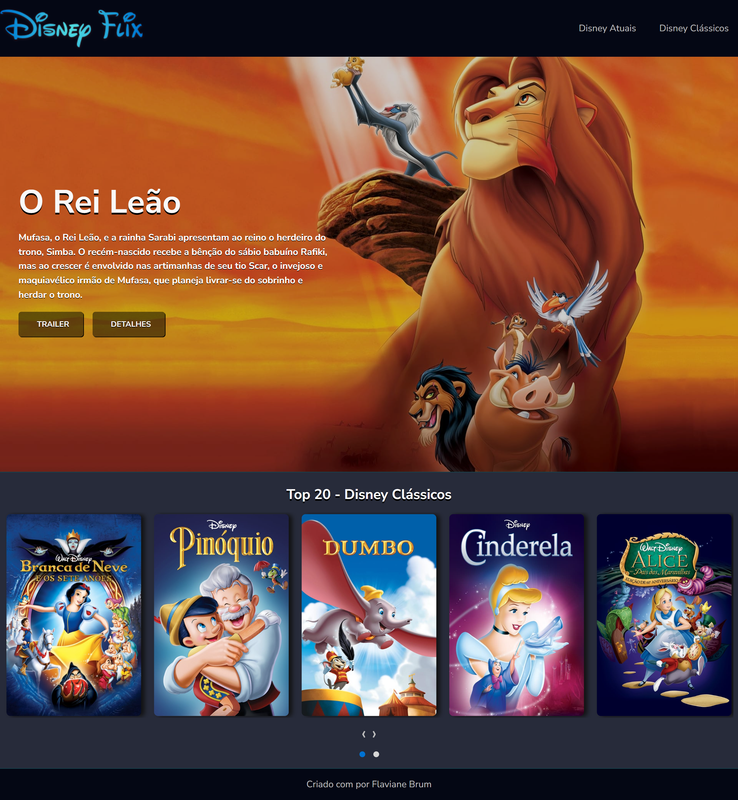 Disney Flix
Disney Atuais
Disney Clássicos
O Rei Leão
Mufasa, o Rei Leão, e a rainha Sarabi apresentam ao reino o herdeiro do
trono, Simba. O recém-nascido recebe a bênção do sábio babuíno Rafiki,
mas ao crescer é envolvido nas artimanhas de seu tio Scar, o invejoso e
maquiavélico irmão de Mufasa, que planeja livrar-se do sobrinho e
herdar o trono.
TRAILER
DETALHES
Top 20 - Disney Clássicos
Walt Disney
Branca de Neve
E OS SETE ANÕES
Disney
Pinóquio
DUMBO
Disney
Cinderela
Walt Disney
ALICE
País das Maravilhas
Criado com por Flaviane Brum